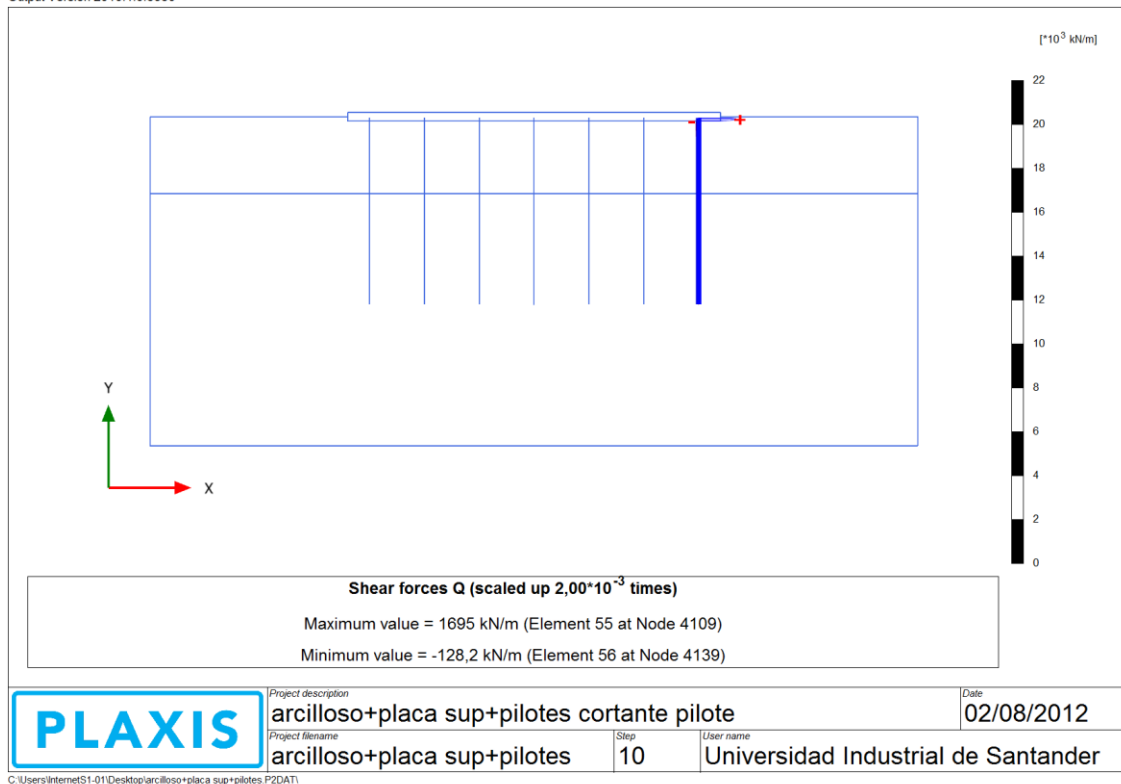 [*10³ kN/m]
22
20
18
16
14
12
10
8
6
4
2
0
- +
Y
X
Shear forces Q (scaled up 2,00*10⁻³ times)
Maximum value = 1695 kN/m (Element 55 at Node 4109)
Minimum value = -128,2 kN/m (Element 56 at Node 4139)
PLAXIS
Project description
arcilloso+placa sup+pilotes cortante pilote
Date
02/08/2012
Project filename
arcilloso+placa sup+pilotes
Step
10
User name
Universidad Industrial de Santander
C:\Users\InternetS1-01\Desktop\arcilloso+placa sup+pilotes.P2DAT\